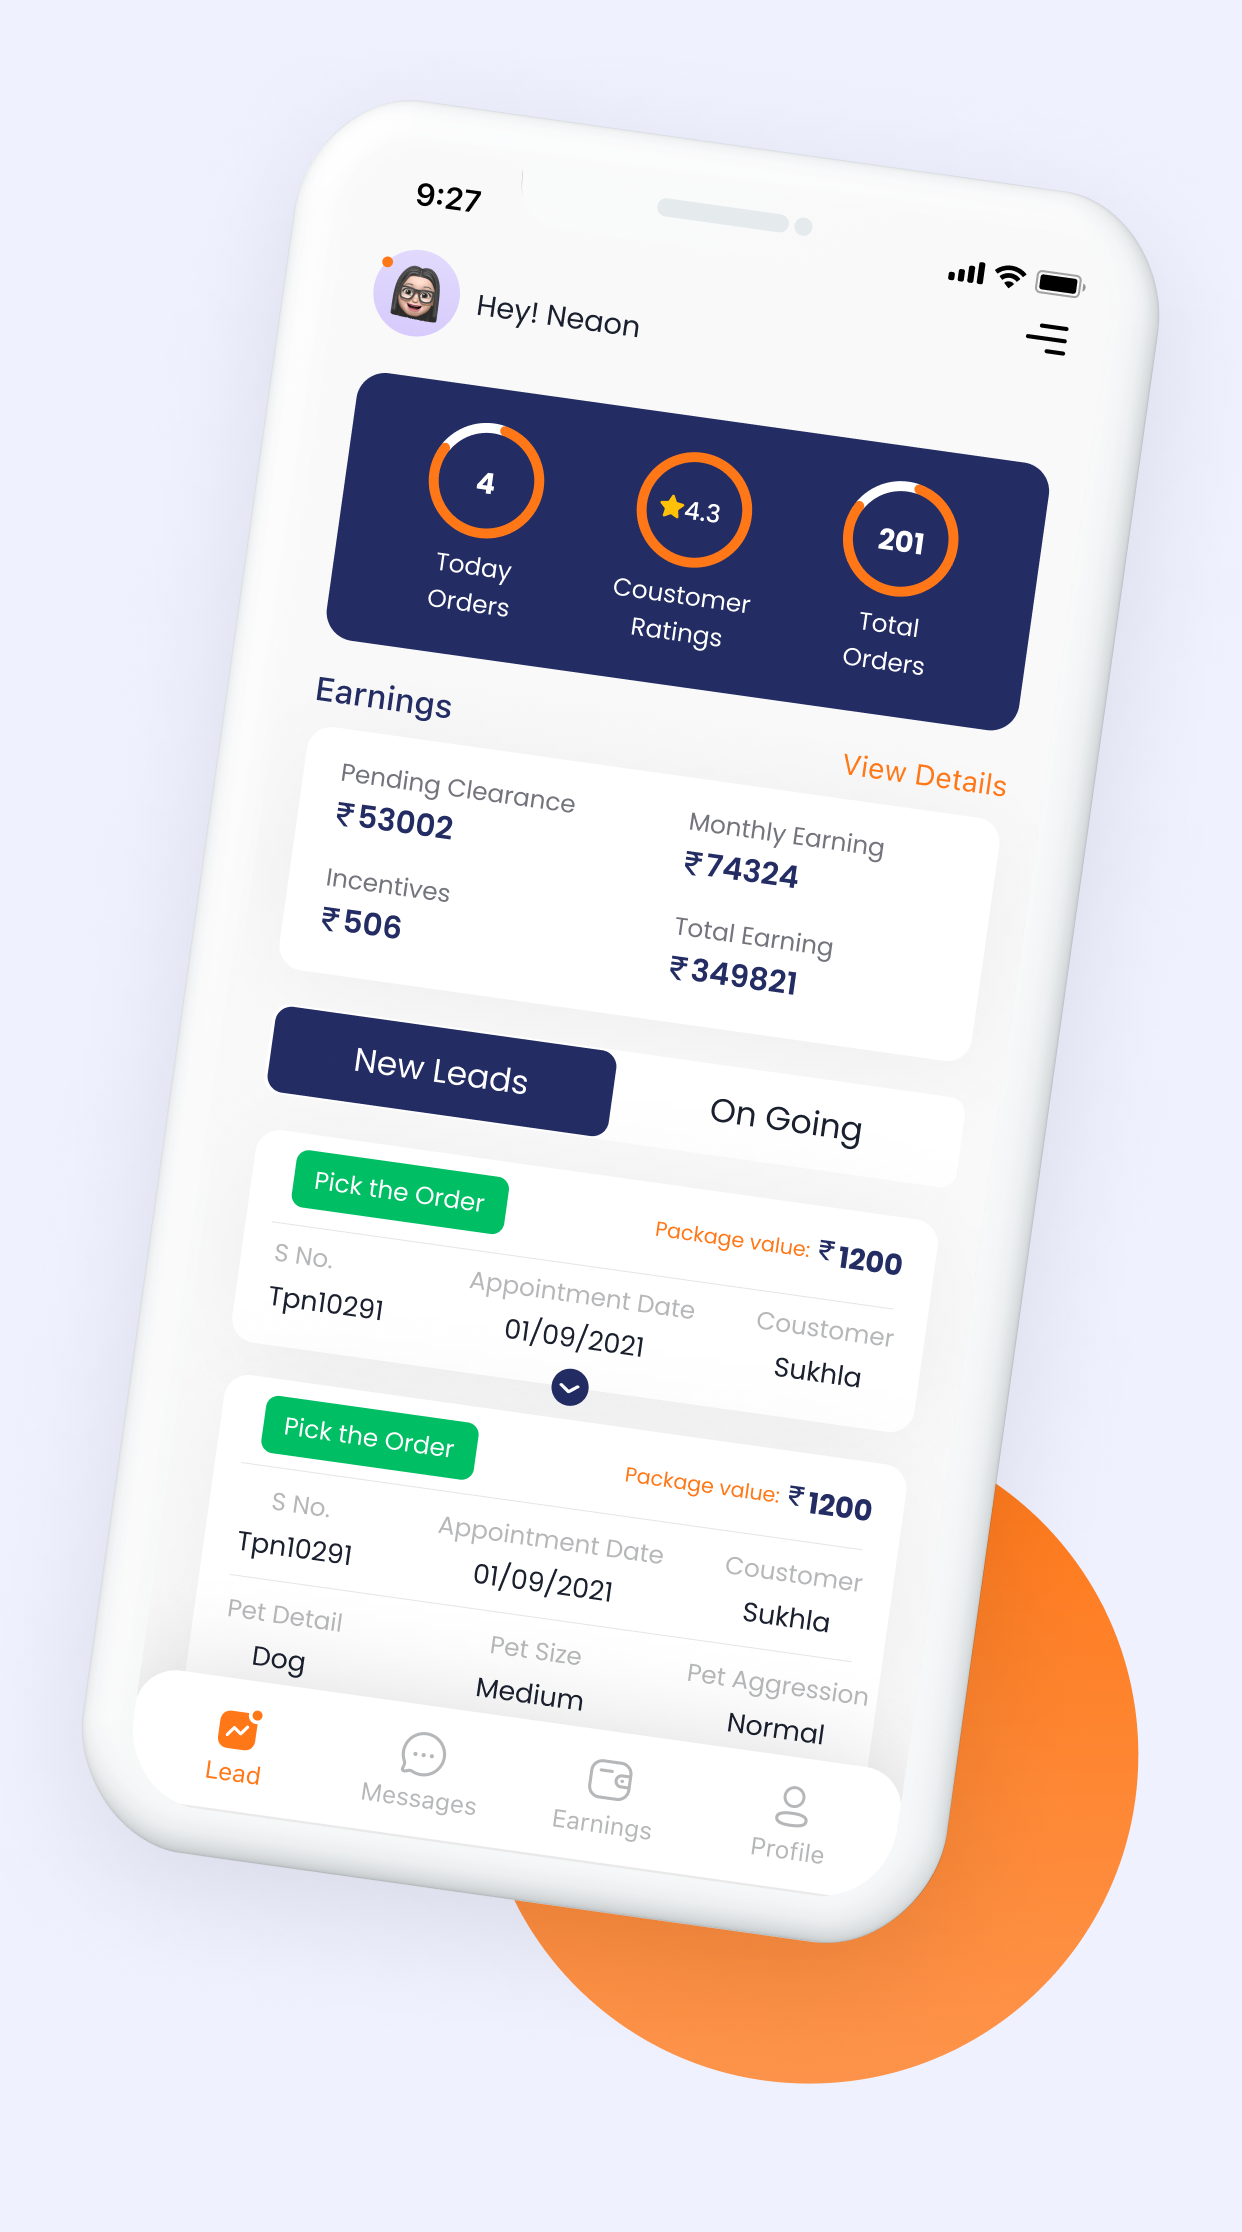 9:27
Hey! Neaon
4
Today
Orders
4.3
Coustomer
Ratings
201
Total
Orders
Earnings
View Details
Pending Clearance
₹53002
Monthly Earning
₹74324
Incentives
₹506
Total Earning
₹349821
New Leads
On Going
Pick the Order
Package value: ₹1200
S No.
Appointment Date
Coustomer
Tpn10291
01/09/2021
Sukhla
Pick the Order
Package value: ₹1200
S No.
Appointment Date
Coustomer
Tpn10291
01/09/2021
Sukhla
Pet Detail
Pet Size
Pet Aggression
Dog
Medium
Normal
Lead
Messages
Earnings
Profile